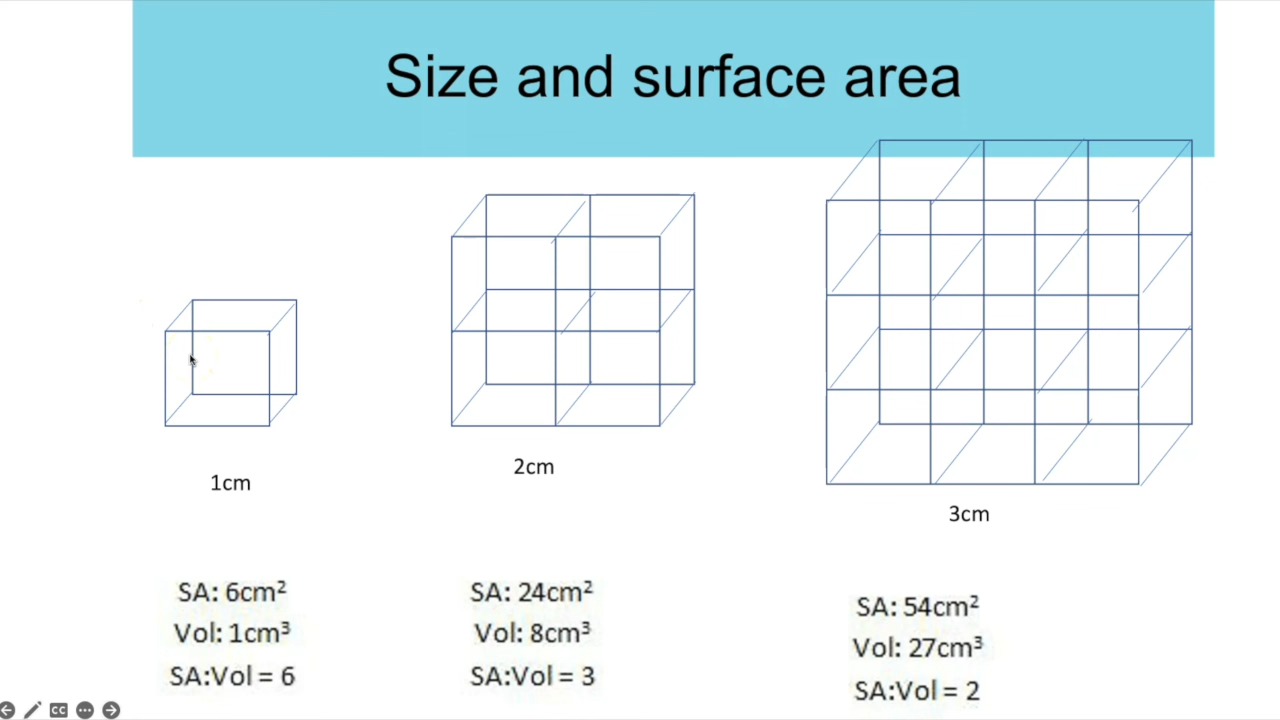 Size and surface area
1cm
2cm
3cm
SA: 6cm²
Vol: 1cm³
SA:Vol = 6
SA: 24cm²
Vol: 8cm³
SA:Vol = 3
SA: 54cm²
Vol: 27cm³
SA:Vol = 2
CC